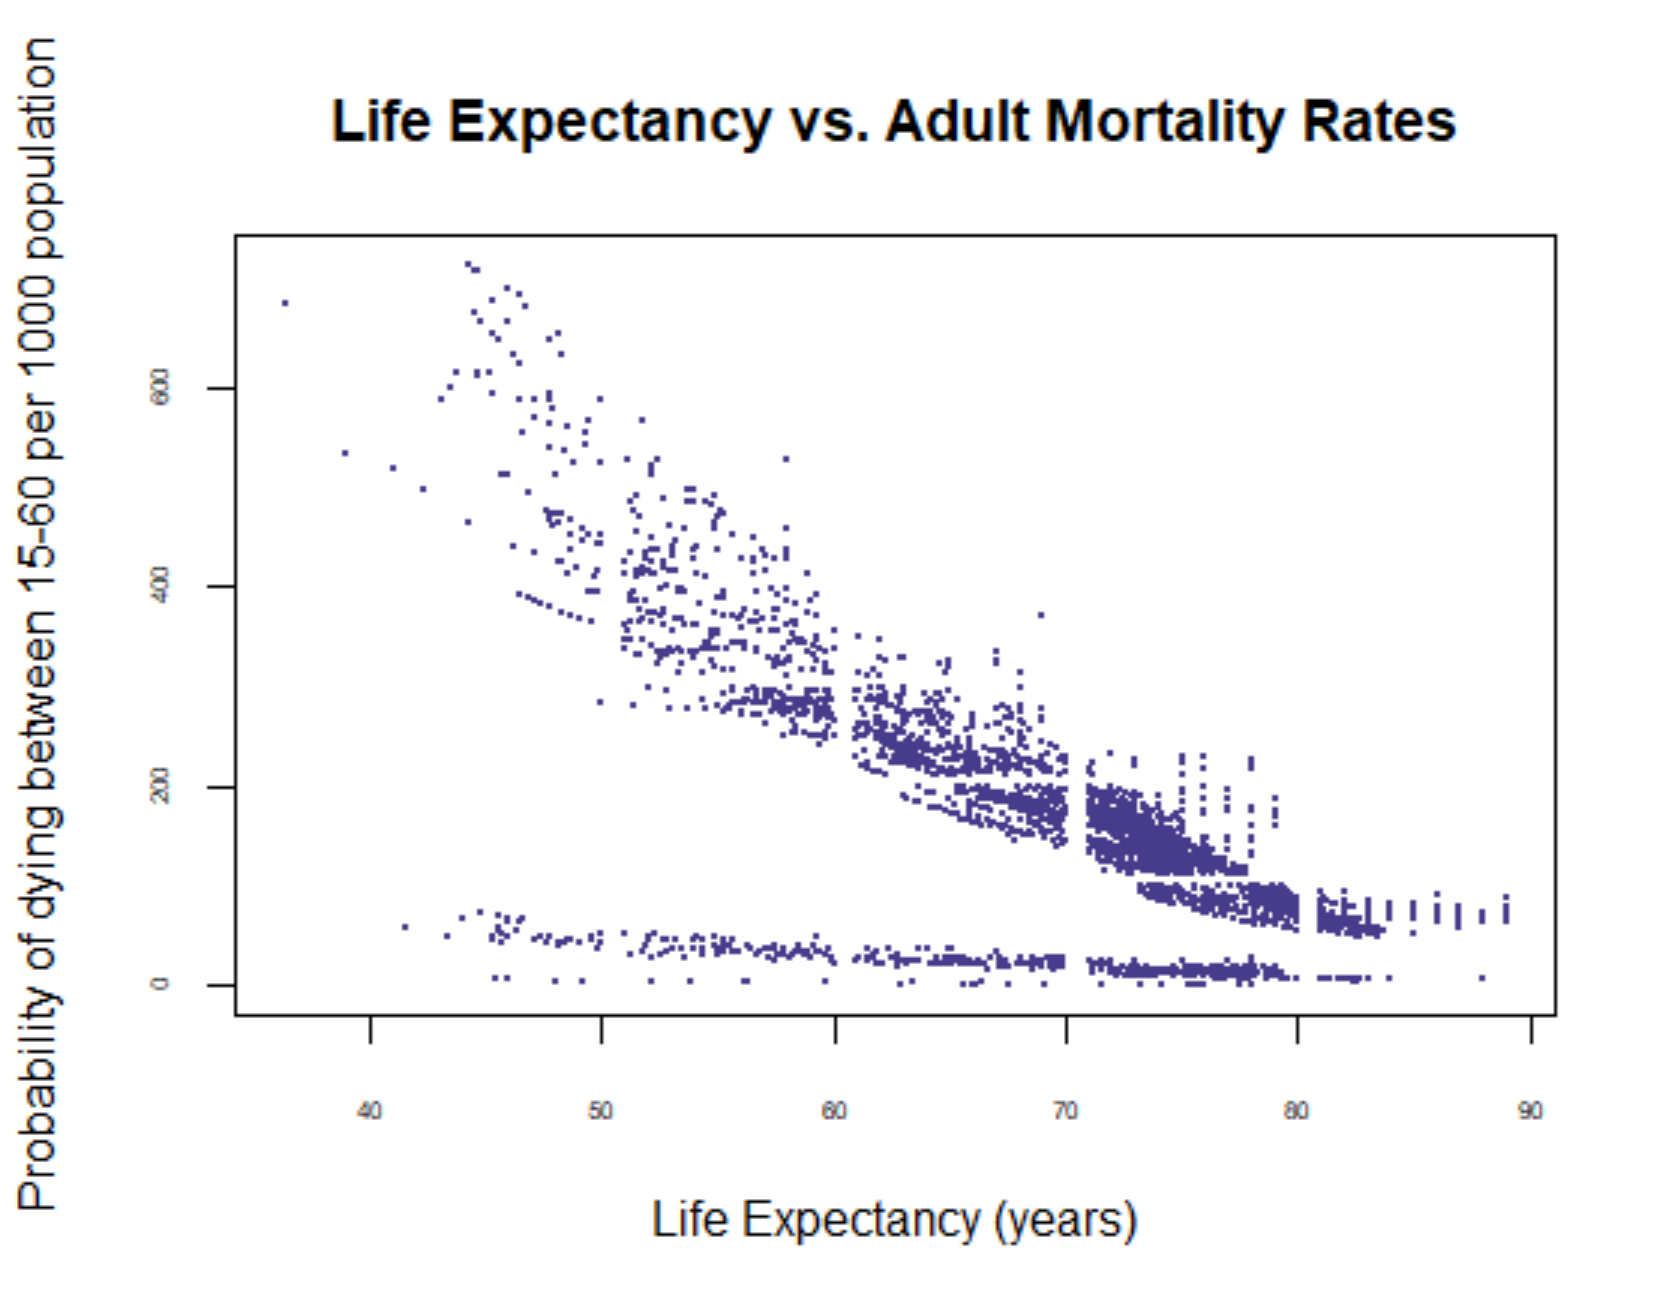 Life Expectancy vs. Adult Mortality Rates
Probability of dying between 15-60 per 1000 population
600
400
200
0
40 50 60 70 80 90
Life Expectancy (years)